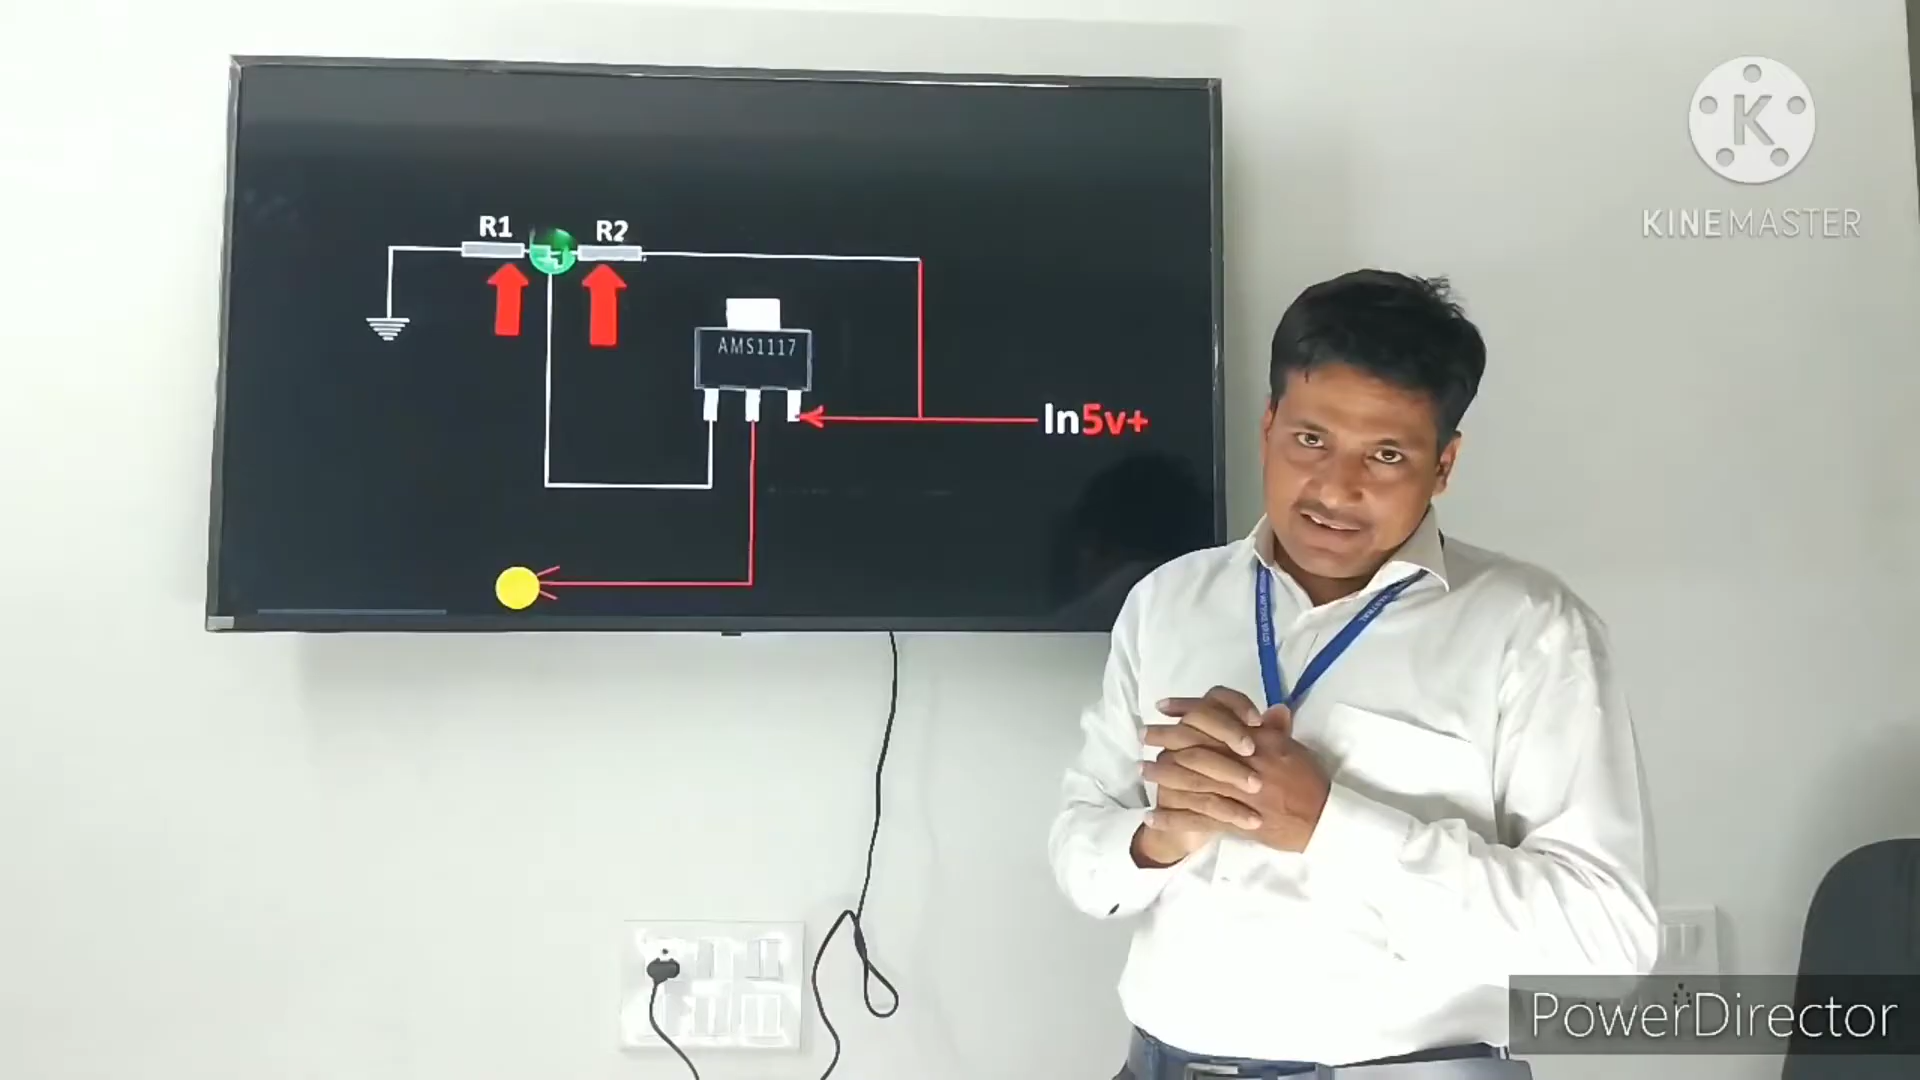 R1 R2
AMS1117
In5v+
K
KINEMASTER
PowerDirector